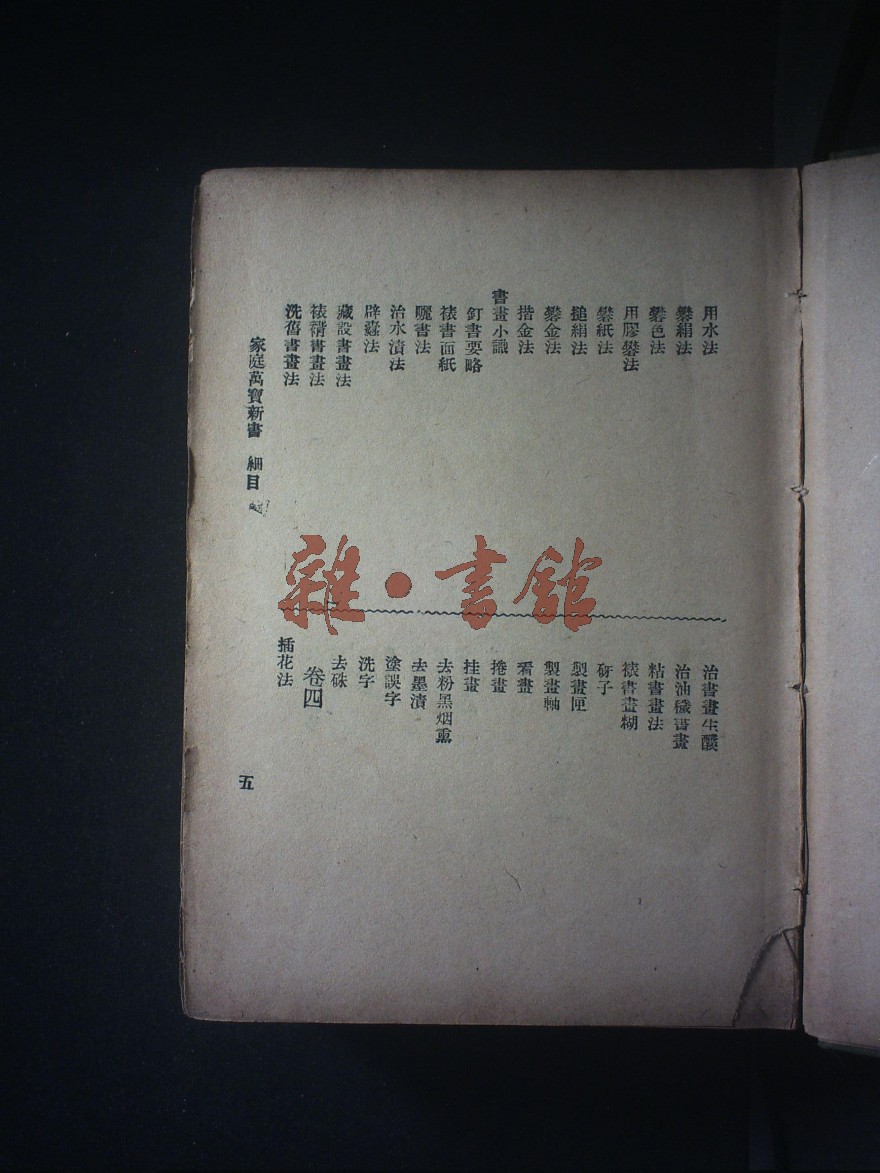 用水法
礬絹法
礬色法
用膠礬法
礬紙法
搥絹法
礬金法
揩金法
書畫小識
釘書要略
裱書面紙
曬書法
治水漬法
辟蠹法
藏設書畫法
裱褙書畫法
洗舊書畫法
治書畫生黴
治油穢書畫
粘書畫法
裱書畫糊
砑子
製畫匣
製畫軸
看畫
捲畫
挂畫
去粉黑烟熏
去墨漬
塗誤字
洗字
去硃
卷四
插花法
家庭萬寶新書 細目
五
雜·書館